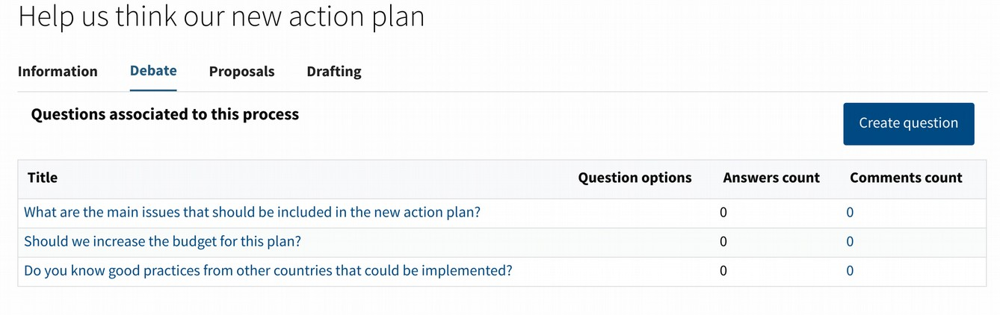 Help us think our new action plan
Information Debate Proposals Drafting
Questions associated to this process
Create question
Title Question options Answers count Comments count
What are the main issues that should be included in the new action plan? 0 0
Should we increase the budget for this plan? 0 0
Do you know good practices from other countries that could be implemented? 0 0